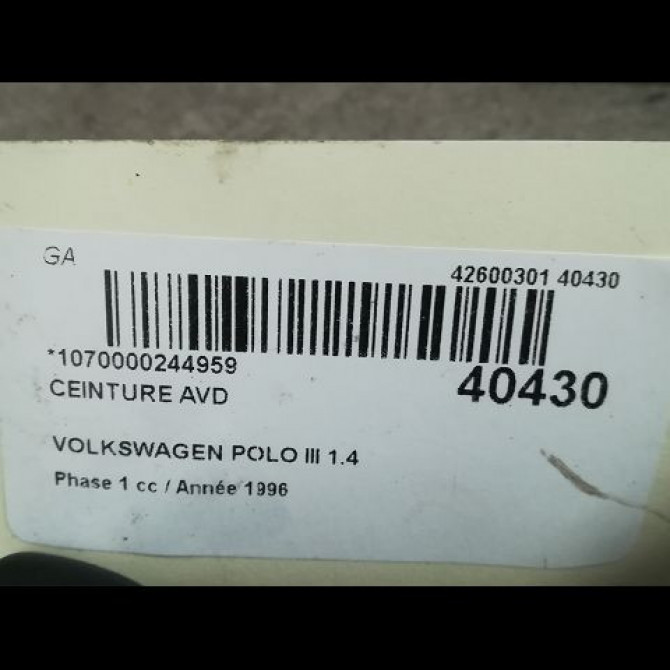 GA
42600301 40430
*1070000244959
40430
CEINTURE AVD
VOLKSWAGEN POLO III 1.4
Phase 1 cc / Année 1996